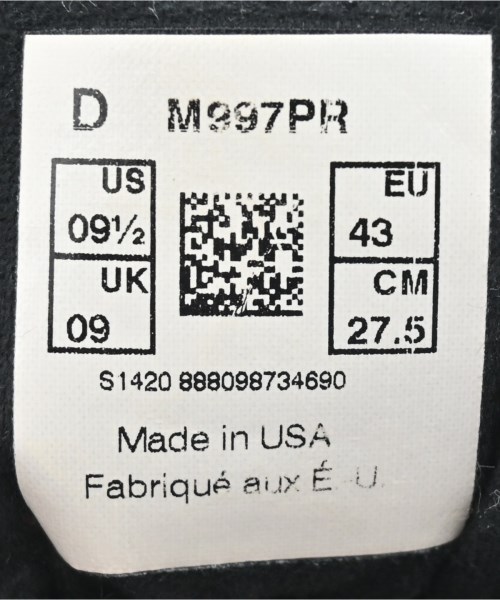 D M997PR
US 09½
EU 43
UK 09
CM 27.5
S1420 888098734690
Made in USA
Fabriqué aux É.-U.